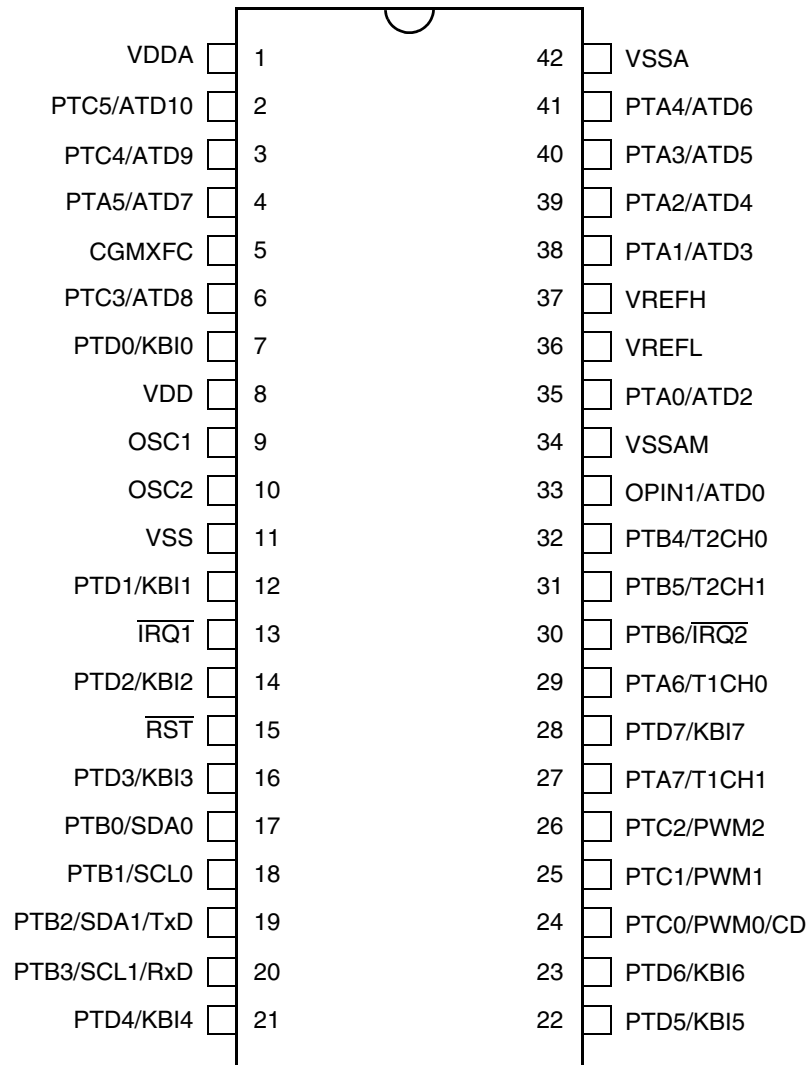 VDDA 1 42 VSSA
PTC5/ATD10 2 41 PTA4/ATD6
PTC4/ATD9 3 40 PTA3/ATD5
PTA5/ATD7 4 39 PTA2/ATD4
CGMXFC 5 38 PTA1/ATD3
PTC3/ATD8 6 37 VREFH
PTD0/KBI0 7 36 VREFL
VDD 8 35 PTA0/ATD2
OSC1 9 34 VSSAM
OSC2 10 33 OPIN1/ATD0
VSS 11 32 PTB4/T2CH0
PTD1/KBI1 12 31 PTB5/T2CH1
IRQ1 13 30 PTB6/IRQ2
PTD2/KBI2 14 29 PTA6/T1CH0
RST 15 28 PTD7/KBI7
PTD3/KBI3 16 27 PTA7/T1CH1
PTB0/SDA0 17 26 PTC2/PWM2
PTB1/SCL0 18 25 PTC1/PWM1
PTB2/SDA1/TxD 19 24 PTC0/PWM0/CD
PTB3/SCL1/RxD 20 23 PTD6/KBI6
PTD4/KBI4 21 22 PTD5/KBI5